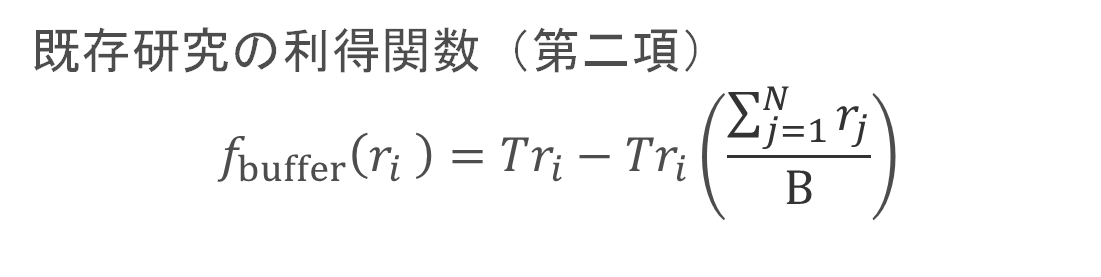 既存研究の利得関数（第二項）
f_buffer(r_i) = Tr_i − Tr_i (∑_{j=1}^{N} r_j / B)